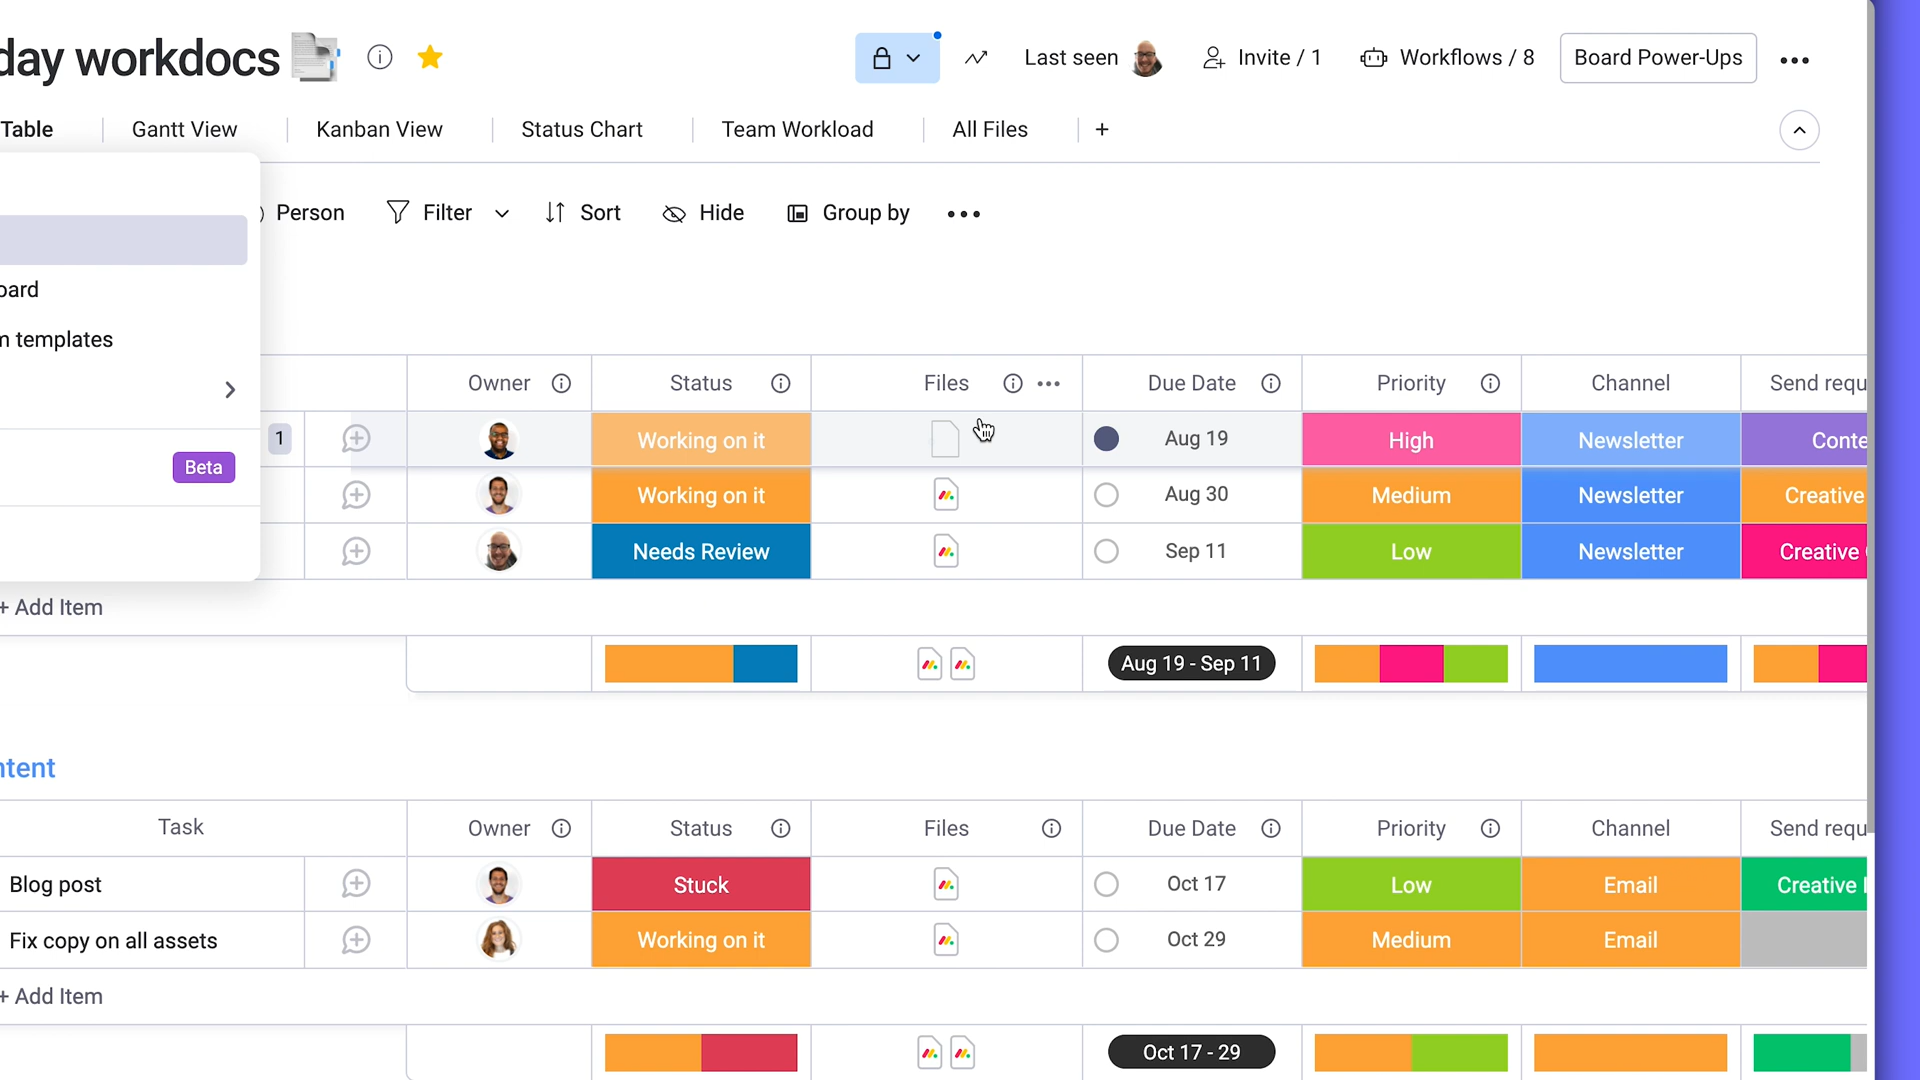 day workdocs
Last seen
Invite / 1
Workflows / 8
Board Power-Ups
Table
Gantt View
Kanban View
Status Chart
Team Workload
All Files
+
Person
Filter
Sort
Hide
Group by
oard
templates
Beta
Owner
Status
Files
Due Date
Priority
Channel
Send requ
1
Working on it
Aug 19
High
Newsletter
Conte
Working on it
Aug 30
Medium
Newsletter
Creative
Needs Review
Sep 11
Low
Newsletter
Creative
+ Add Item
Aug 19 - Sep 11
ntent
Task
Owner
Status
Files
Due Date
Priority
Channel
Send requ
Blog post
Stuck
Oct 17
Low
Email
Creative
Fix copy on all assets
Working on it
Oct 29
Medium
Email
+ Add Item
Oct 17 - 29